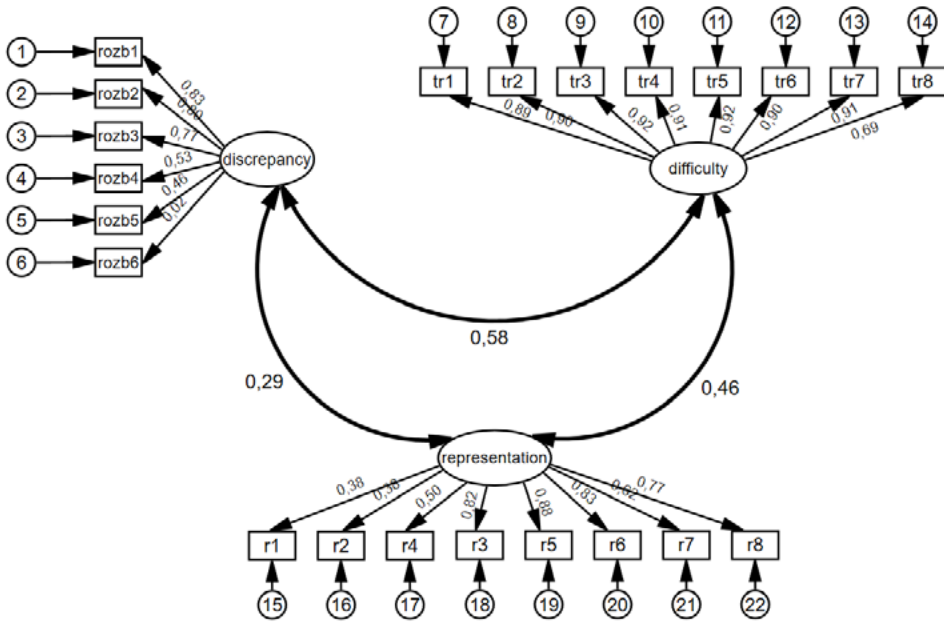 7 8 9 10 11 12 13 14
tr1 tr2 tr3 tr4 tr5 tr6 tr7 tr8
0,89 0,90 0,92 0,91 0,92 0,90 0,91 0,69
difficulty
1 rozb1 0,83
2 rozb2 0,80
3 rozb3 0,77
4 rozb4 0,53
5 rozb5 0,46
6 rozb6 0,02
discrepancy
0,58
0,29
0,46
representation
0,38 0,38 0,50 0,82 0,88 0,83 0,82 0,77
r1 r2 r4 r3 r5 r6 r7 r8
15 16 17 18 19 20 21 22